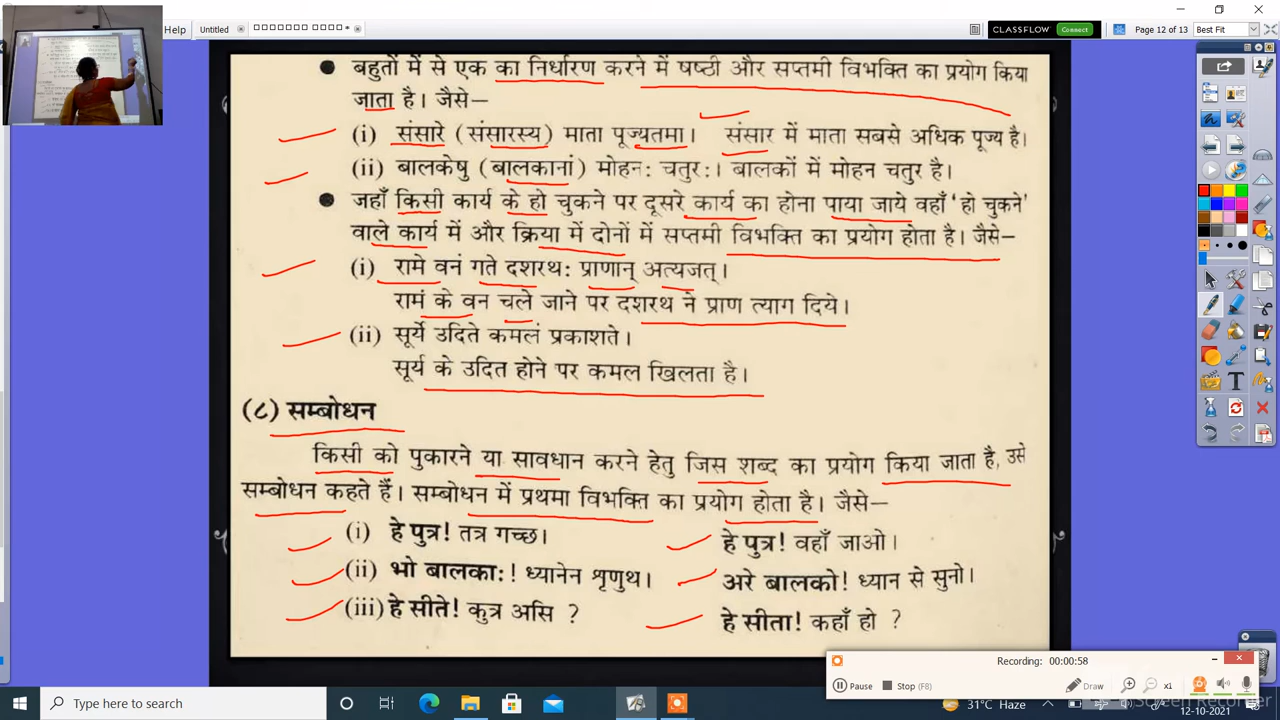 Help Untitled
CLASSFLOW Connect Page 12 of 13 Best Fit
बहुतों में से एक का निर्धारण करने में षष्ठी और सप्तमी विभक्ति का प्रयोग किया
जाता है। जैसे–
(i) संसारे (संसारस्य) माता पूज्यतमा। संसार में माता सबसे अधिक पूज्य है।
(ii) बालकेषु (बालकानां) मोहनः चतुरः। बालकों में मोहन चतुर है।
जहाँ किसी कार्य के हो चुकने पर दूसरे कार्य का होना पाया जाये वहाँ 'हो चुकने'
वाले कार्य में और क्रिया में दोनों में सप्तमी विभक्ति का प्रयोग होता है। जैसे–
(i) रामे वनं गते दशरथः प्राणान् अत्यजत्।
रामं के वन चले जाने पर दशरथ ने प्राण त्याग दिये।
(ii) सूर्ये उदिते कमलं प्रकाशते।
सूर्य के उदित होने पर कमल खिलता है।
(८) सम्बोधन
किसी को पुकारने या सावधान करने हेतु जिस शब्द का प्रयोग किया जाता है, उसे
सम्बोधन कहते हैं। सम्बोधन में प्रथमा विभक्ति का प्रयोग होता है। जैसे–
(i) हे पुत्र! तत्र गच्छ। हे पुत्र! वहाँ जाओ।
(ii) भो बालकाः! ध्यानेन शृणुथ। अरे बालको! ध्यान से सुनो।
(iii) हे सीते! कुत्र असि ? हे सीता! कहाँ हो ?
Recording: 00:00:58
Pause Stop (F8) Draw x1
Type here to search 31°C Haze 12-10-2021